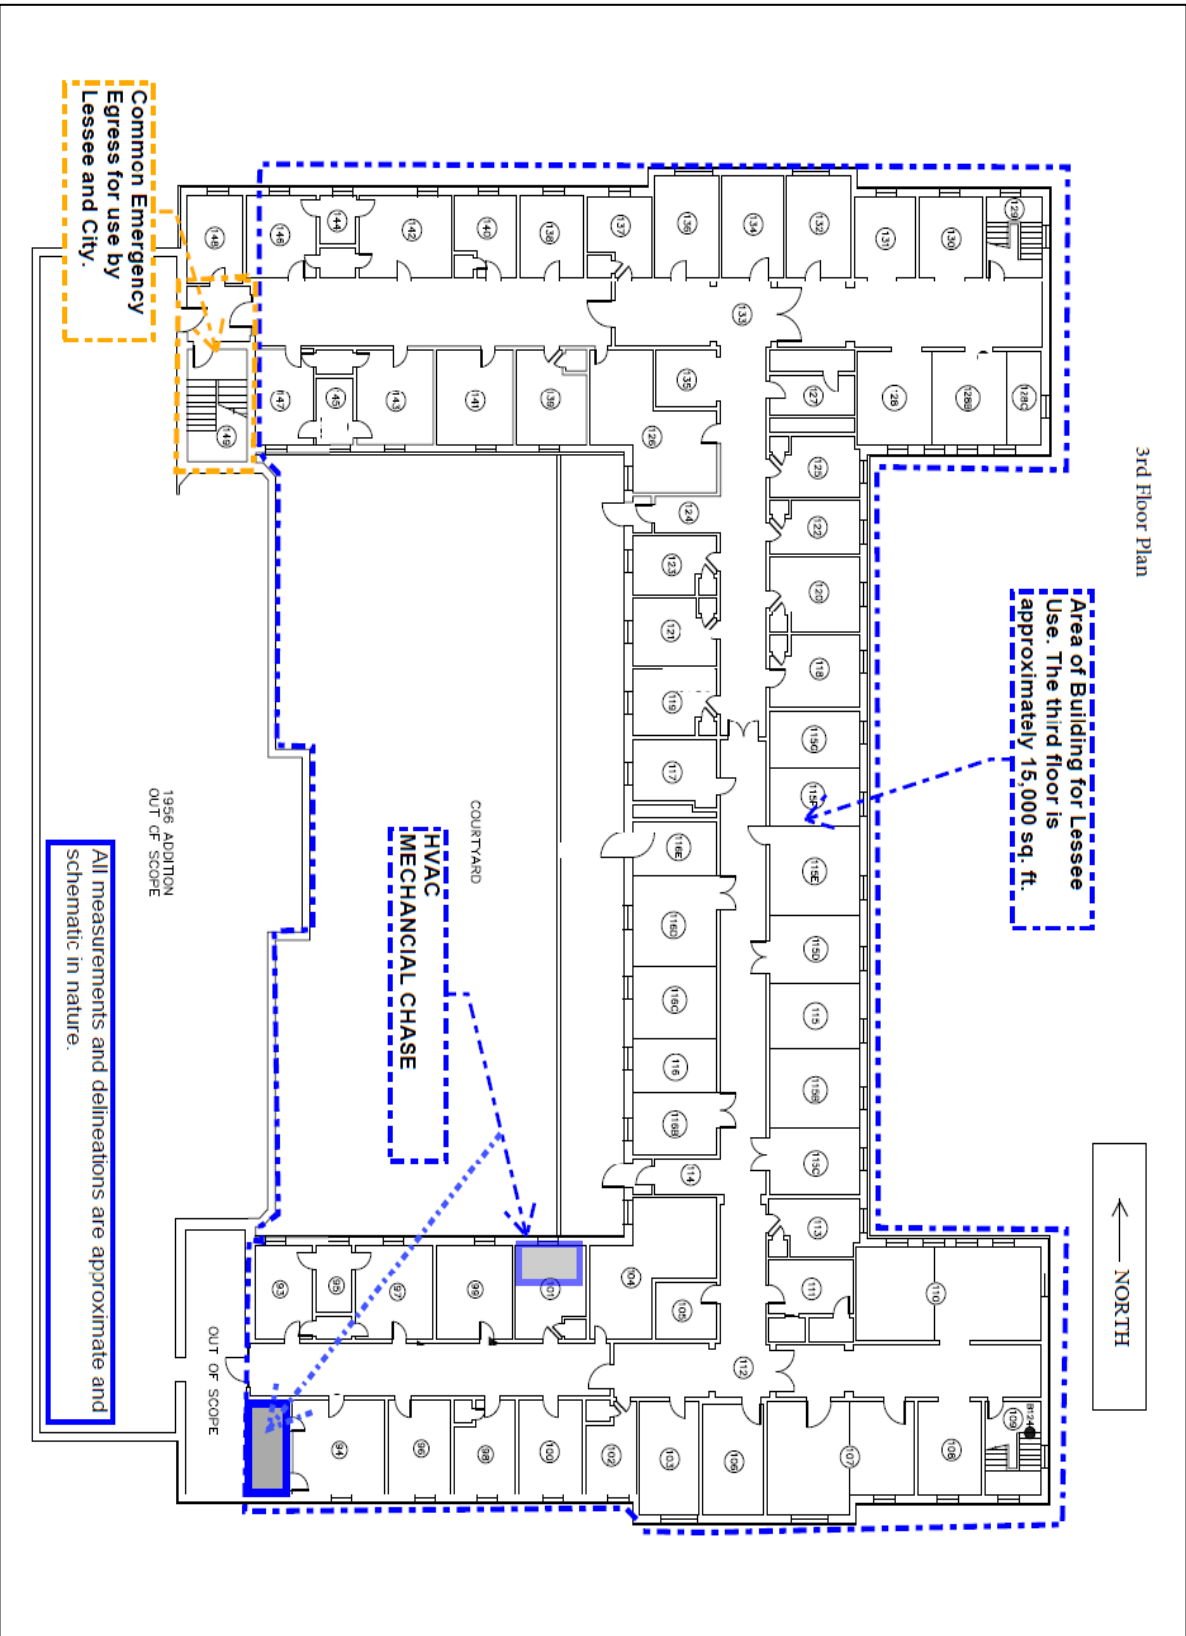 3rd Floor Plan
← NORTH
Area of Building for Lessee
Use. The third floor is
approximately 15,000 sq. ft.
Common Emergency
Egress for use by
Lessee and City.
HVAC
MECHANCIAL CHASE
COURTYARD
1956 ADDITION
OUT OF SCOPE
OUT OF SCOPE
All measurements and delineations are approximate and
schematic in nature.
129
130
131
132
134
136
137
138
140
142
144
146
148
133
128C
128B
128
127
135
126
139
141
143
145
147
149
125
122
120
118
115G
115F
115E
115D
115
115B
115C
113
124
123
121
119
117
116E
116D
116C
116
116B
114
110
111
104
105
101
99
97
95
93
112
B124
109
108
107
106
103
102
100
98
96
94